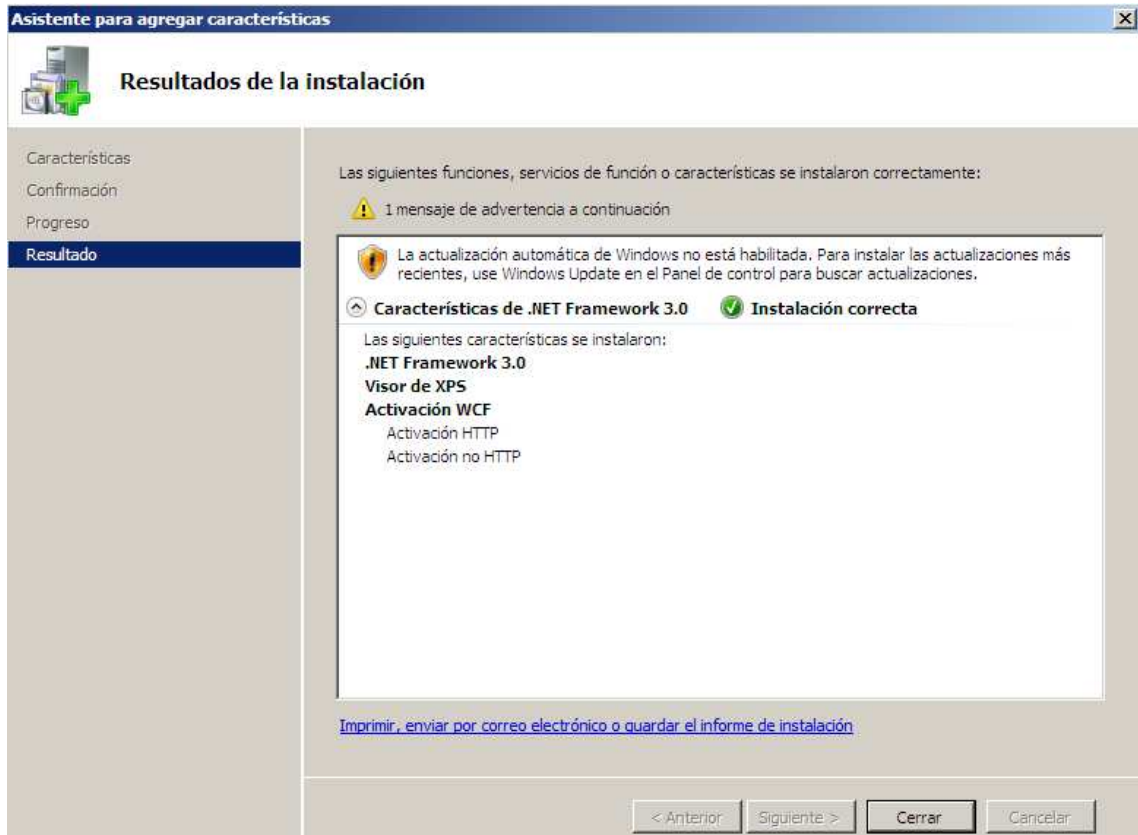 Asistente para agregar características
Resultados de la instalación
Características
Confirmación
Progreso
Resultado
Las siguientes funciones, servicios de función o características se instalaron correctamente:
1 mensaje de advertencia a continuación
La actualización automática de Windows no está habilitada. Para instalar las actualizaciones más
recientes, use Windows Update en el Panel de control para buscar actualizaciones.
Características de .NET Framework 3.0 Instalación correcta
Las siguientes características se instalaron:
.NET Framework 3.0
Visor de XPS
Activación WCF
Activación HTTP
Activación no HTTP
Imprimir, enviar por correo electrónico o guardar el informe de instalación
< Anterior Siguiente > Cerrar Cancelar